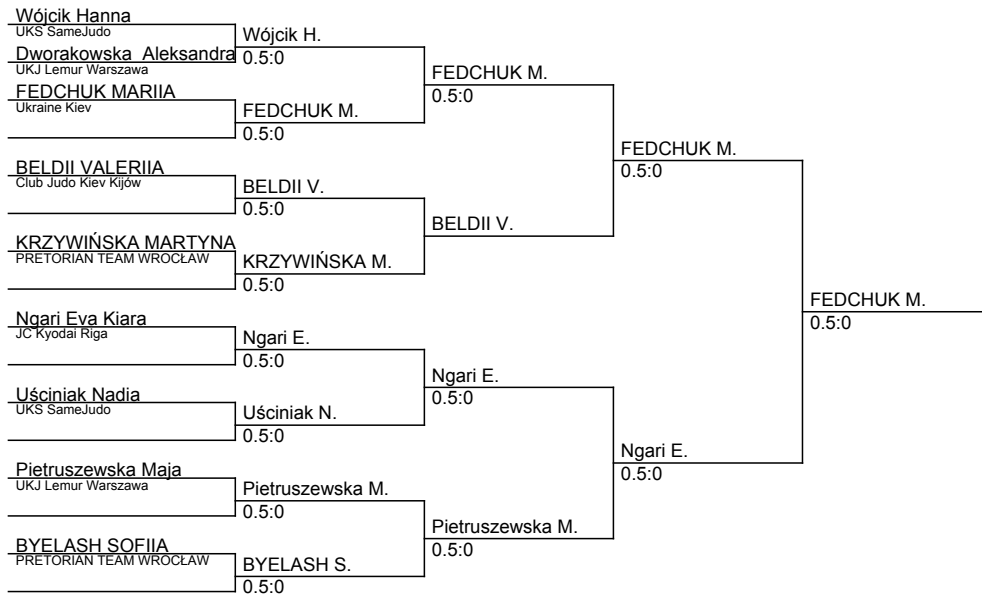 Wójcik Hanna
UKS SameJudo
Dworakowska Aleksandra
UKJ Lemur Warszawa
FEDCHUK MARIIA
Ukraine Kiev
BELDII VALERIIA
Club Judo Kiev Kijów
KRZYWIŃSKA MARTYNA
PRETORIAN TEAM WROCŁAW
Ngari Eva Kiara
JC Kyodai Riga
Uściniak Nadia
UKS SameJudo
Pietruszewska Maja
UKJ Lemur Warszawa
BYELASH SOFIIA
PRETORIAN TEAM WROCŁAW
Wójcik H.
0.5:0
FEDCHUK M.
0.5:0
BELDII V.
0.5:0
KRZYWIŃSKA M.
0.5:0
Ngari E.
0.5:0
Uściniak N.
0.5:0
Pietruszewska M.
0.5:0
BYELASH S.
0.5:0
FEDCHUK M.
0.5:0
BELDII V.
Ngari E.
0.5:0
Pietruszewska M.
0.5:0
FEDCHUK M.
0.5:0
Ngari E.
0.5:0
FEDCHUK M.
0.5:0